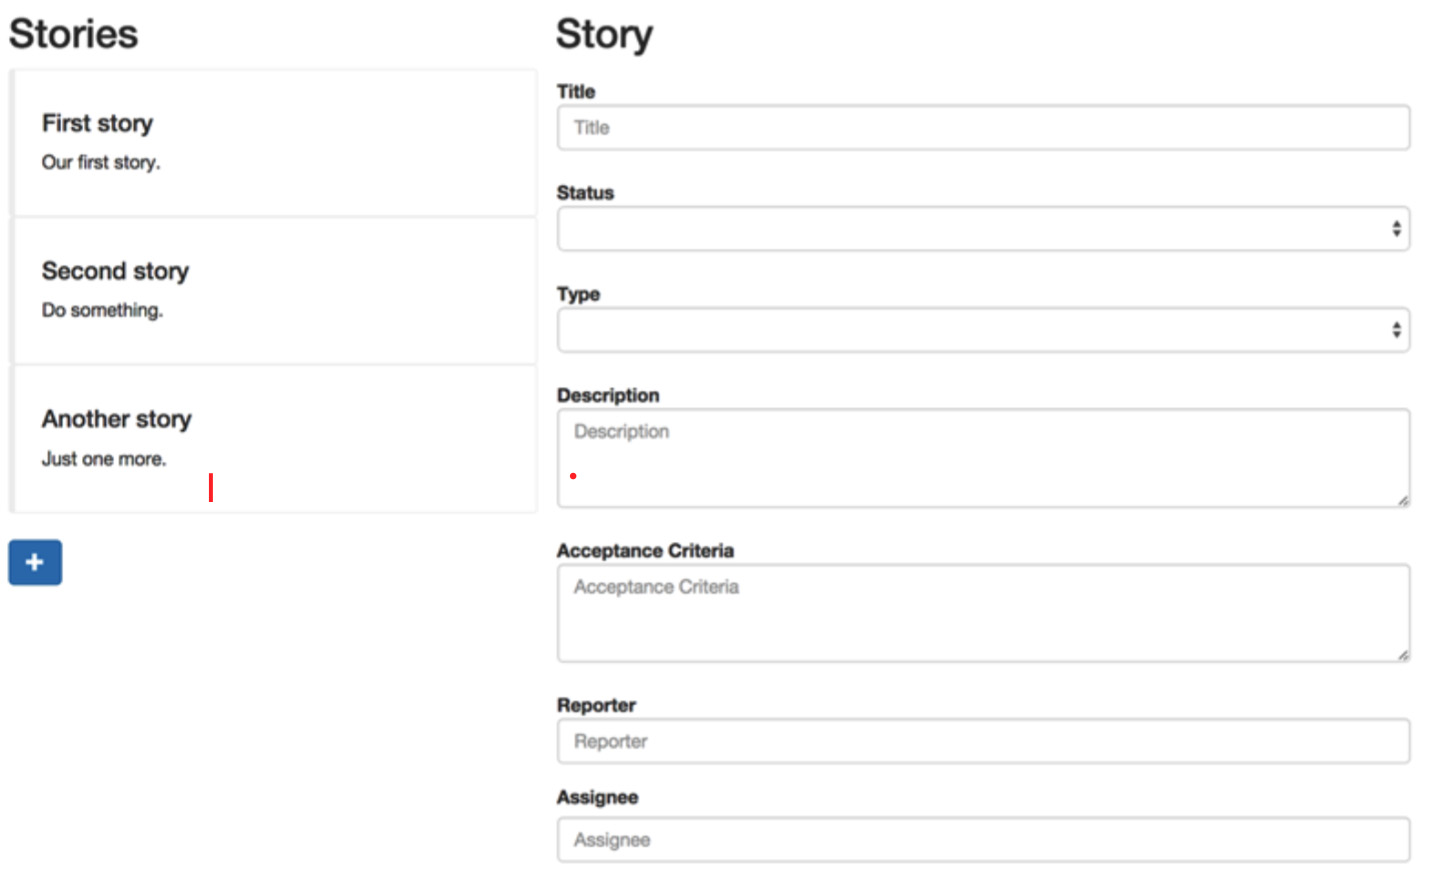 Stories
First story
Our first story.
Second story
Do something.
Another story
Just one more.
+
Story
Title
Title
Status
Type
Description
Description
Acceptance Criteria
Acceptance Criteria
Reporter
Reporter
Assignee
Assignee